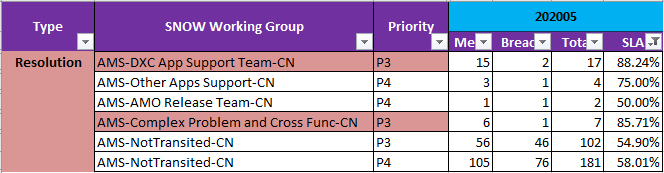 Type SNOW Working Group Priority 202005
Me Breac Tota SLA
Resolution AMS-DXC App Support Team-CN P3 15 2 17 88.24%
AMS-Other Apps Support-CN P4 3 1 4 75.00%
AMS-AMO Release Team-CN P4 1 1 2 50.00%
AMS-Complex Problem and Cross Func-CN P3 6 1 7 85.71%
AMS-NotTransited-CN P3 56 46 102 54.90%
AMS-NotTransited-CN P4 105 76 181 58.01%